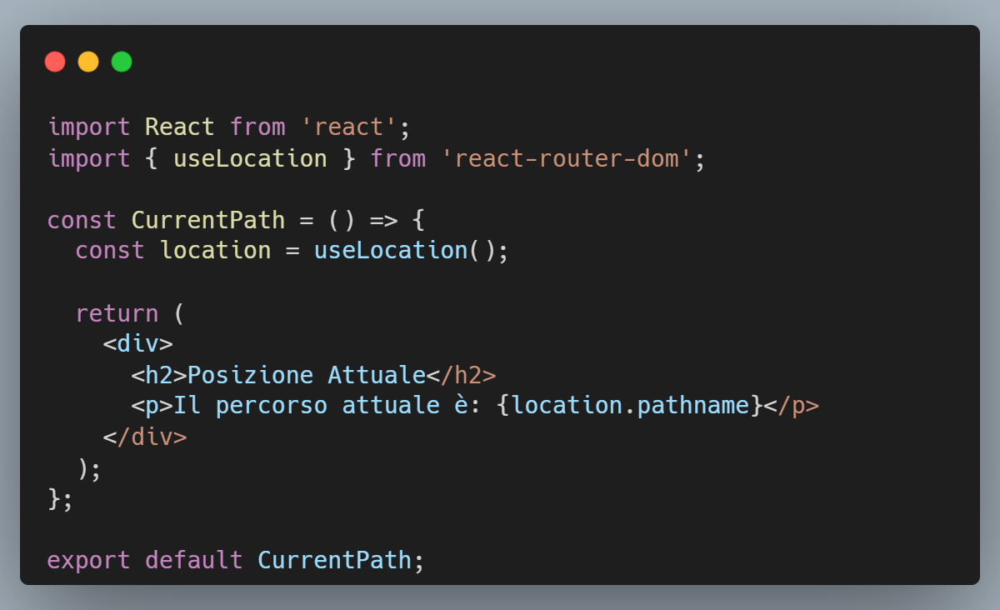 import React from 'react';
import { useLocation } from 'react-router-dom';

const CurrentPath = () => {
  const location = useLocation();

  return (
    <div>
      <h2>Posizione Attuale</h2>
      <p>Il percorso attuale è: {location.pathname}</p>
    </div>
  );
};

export default CurrentPath;